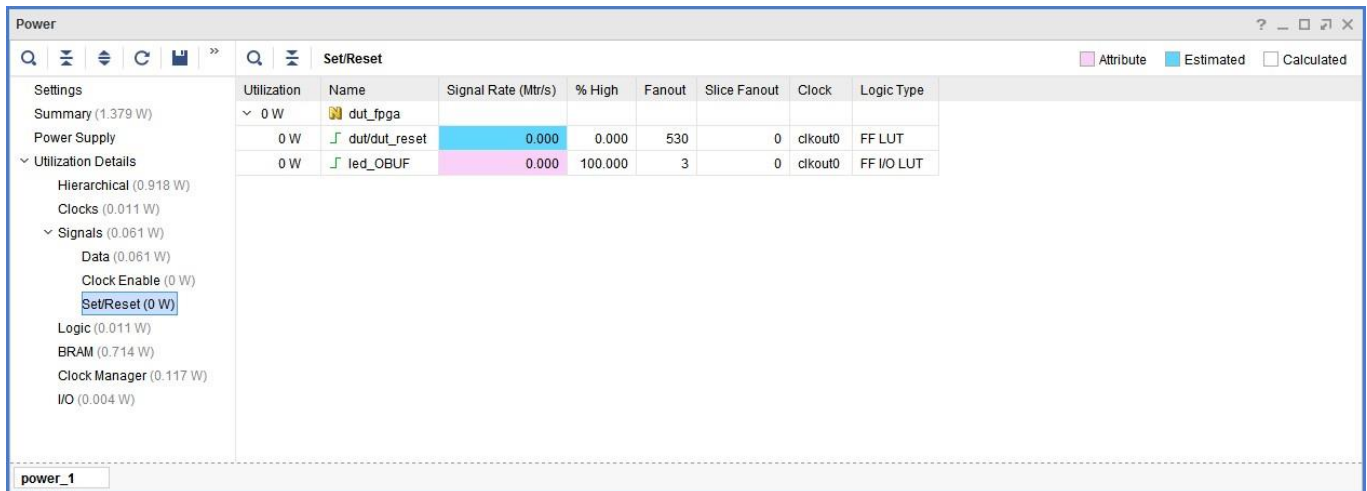 Power
? 
»
Set/Reset
Attribute Estimated Calculated
Settings
Summary (1.379 W)
Power Supply
Utilization Details
Hierarchical (0.918 W)
Clocks (0.011 W)
Signals (0.061 W)
Data (0.061 W)
Clock Enable (0 W)
Set/Reset (0 W)
Logic (0.011 W)
BRAM (0.714 W)
Clock Manager (0.117 W)
I/O (0.004 W)
Utilization Name Signal Rate (Mtr/s) % High Fanout Slice Fanout Clock Logic Type
0 W dut_fpga
0 W dut/dut_reset 0.000 0.000 530 0 clkout0 FF LUT
0 W led_OBUF 0.000 100.000 3 0 clkout0 FF I/O LUT
power_1